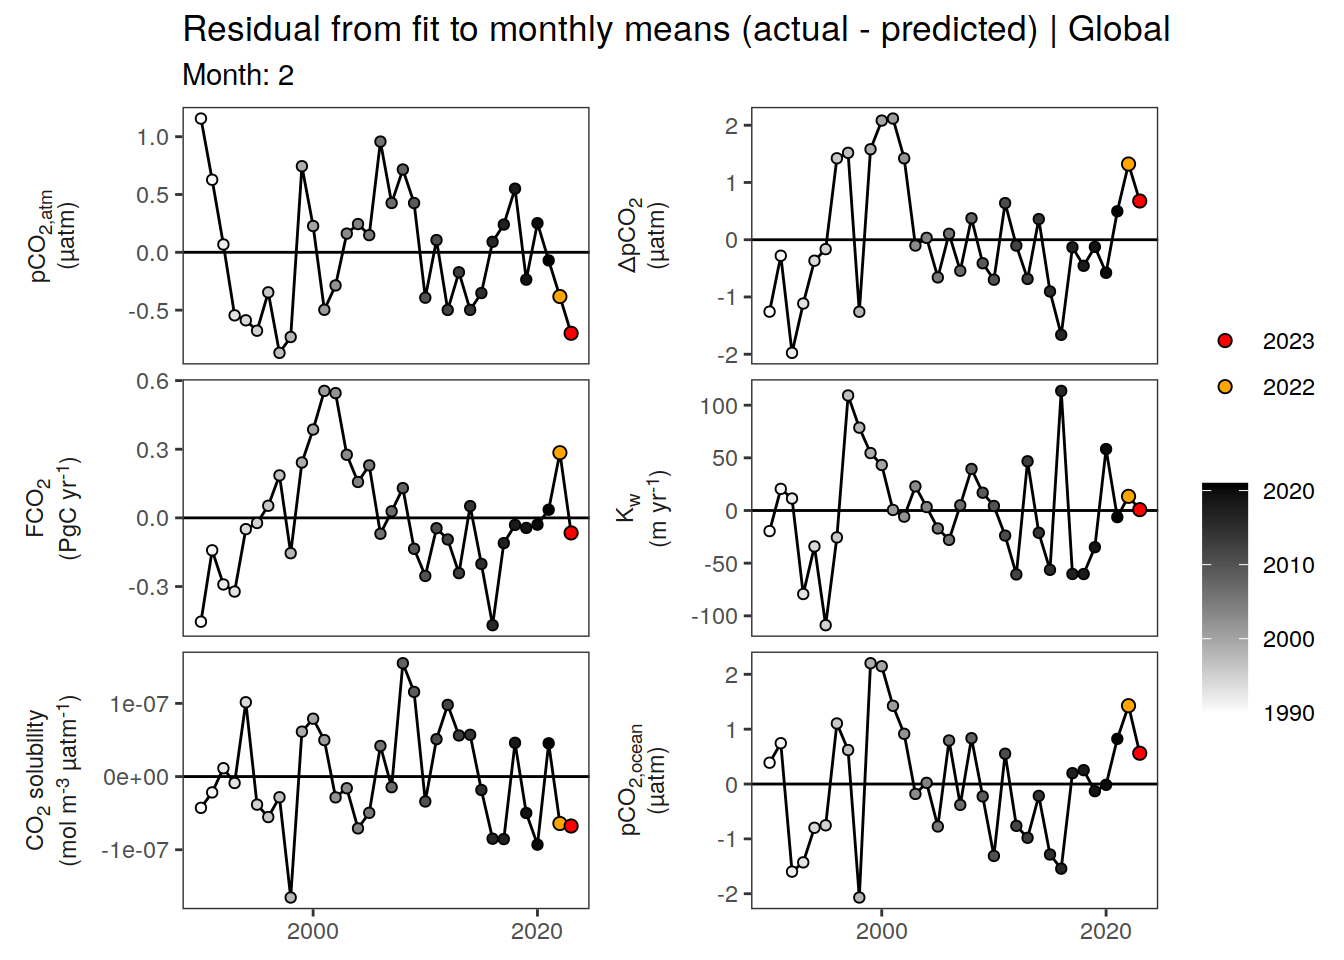 Residual from fit to monthly means (actual - predicted) | Global
Month: 2
pCO2,atm
(µatm)
1.0
0.5
0.0
-0.5
ΔpCO2
(µatm)
2
1
0
-1
-2
FCO2
(PgC yr-1)
0.6
0.3
0.0
-0.3
Kw
(m yr-1)
100
50
0
-50
-100
CO2 solubility
(mol m-3 µatm-1)
1e-07
0e+00
-1e-07
2000
2020
pCO2,ocean
(µatm)
2
1
0
-1
-2
2000
2020
2023
2022
2020
2010
2000
1990